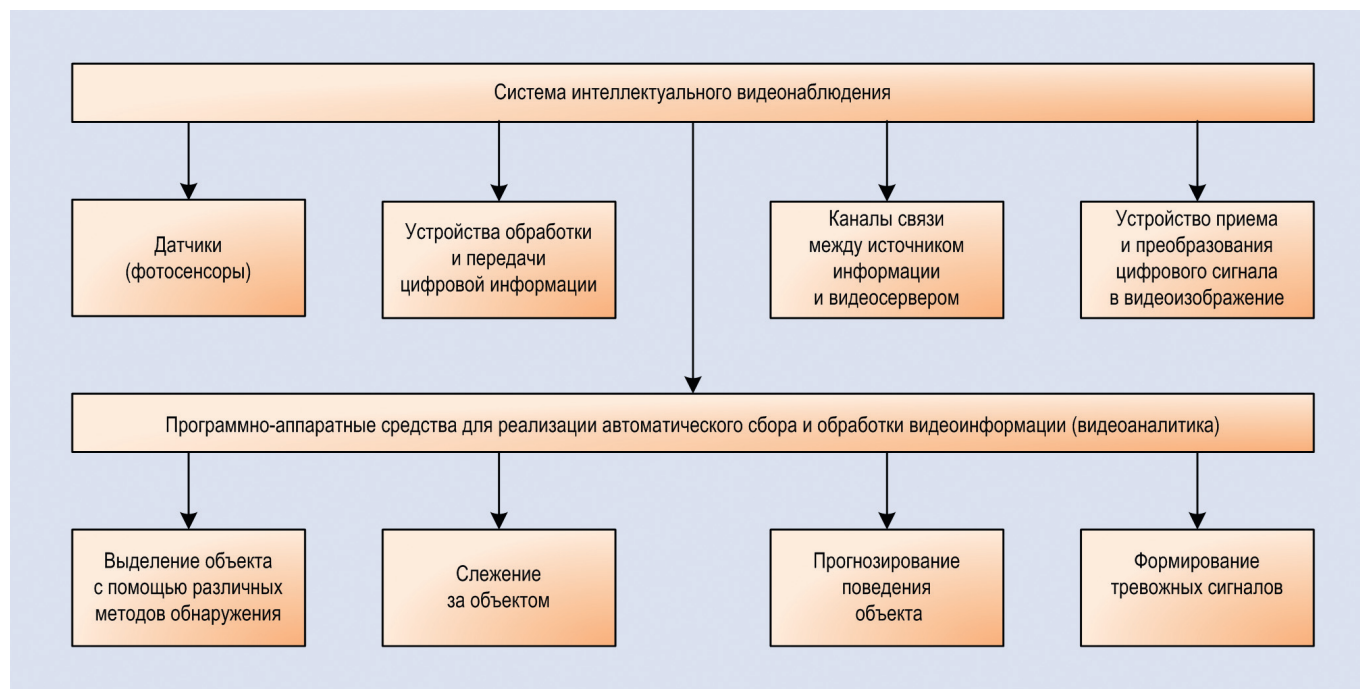 Система интеллектуального видеонаблюдения
Датчики
(фотосенсоры)
Устройства обработки
и передачи
цифровой информации
Каналы связи
между источником
информации
и видеосервером
Устройство приема
и преобразования
цифрового сигнала
в видеоизображение
Программно-аппаратные средства для реализации автоматического сбора и обработки видеоинформации (видеоаналитика)
Выделение объекта
с помощью различных
методов обнаружения
Слежение
за объектом
Прогнозирование
поведения
объекта
Формирование
тревожных сигналов